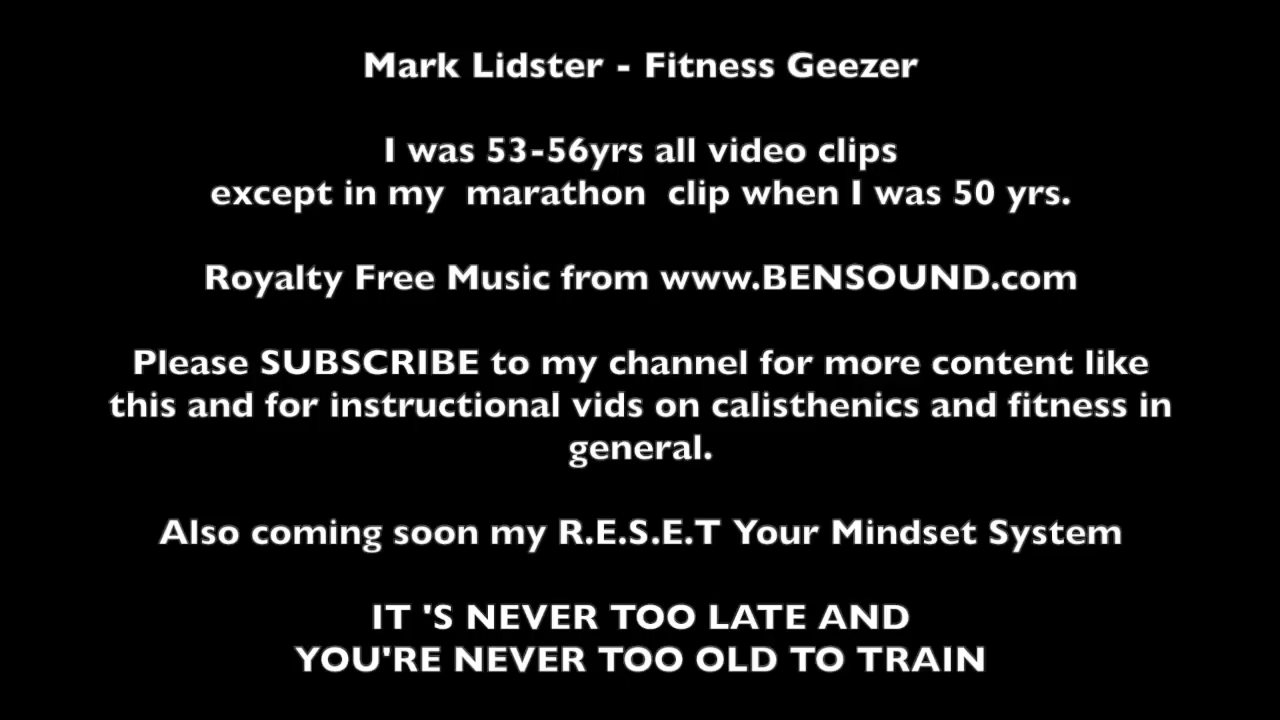 Mark Lidster - Fitness Geezer
I was 53-56yrs all video clips
except in my  marathon  clip when I was 50 yrs.
Royalty Free Music from www.BENSOUND.com
Please SUBSCRIBE to my channel for more content like
this and for instructional vids on calisthenics and fitness in
general.
Also coming soon my R.E.S.E.T Your Mindset System
IT 'S NEVER TOO LATE AND
YOU'RE NEVER TOO OLD TO TRAIN